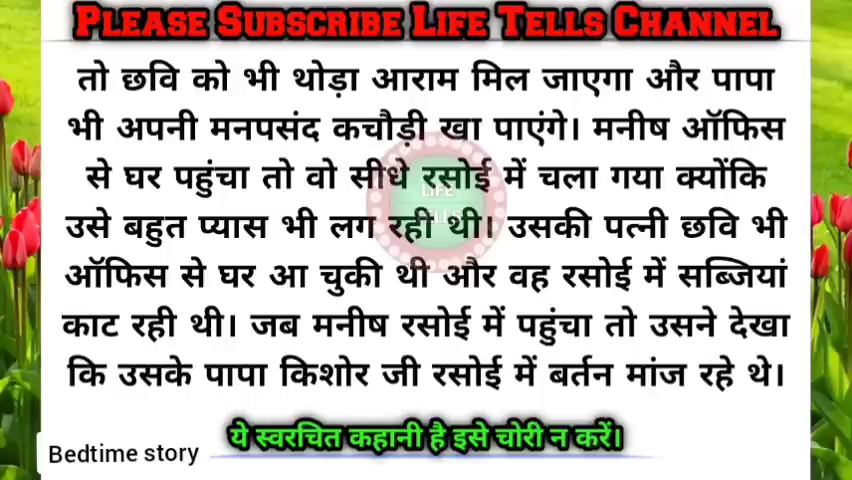 PLEASE SUBSCRIBE LIFE TELLS CHANNEL
तो छवि को भी थोड़ा आराम मिल जाएगा और पापा
भी अपनी मनपसंद कचौड़ी खा पाएंगे। मनीष ऑफिस
से घर पहुंचा तो वो सीधे रसोई में चला गया क्योंकि
उसे बहुत प्यास भी लग रही थी। उसकी पत्नी छवि भी
ऑफिस से घर आ चुकी थी और वह रसोई में सब्जियां
काट रही थी। जब मनीष रसोई में पहुंचा तो उसने देखा
कि उसके पापा किशोर जी रसोई में बर्तन मांज रहे थे।
LIFE
TELLS
ये स्वरचित कहानी है इसे चोरी न करें।
Bedtime story